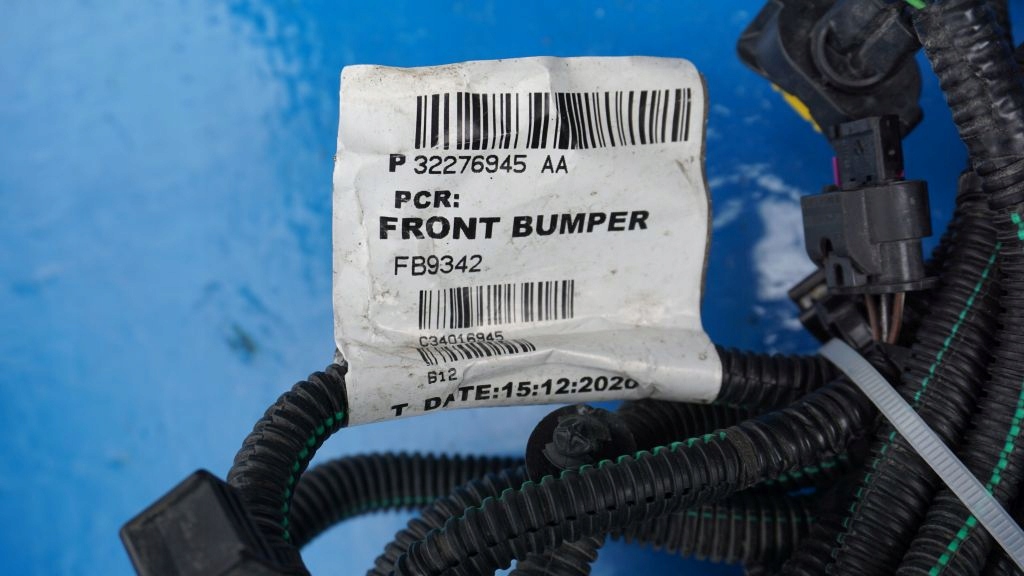 P 32276945 AA
PCR:
FRONT BUMPER
FB9342
C34016945
B12
T DATE:15:12:2020